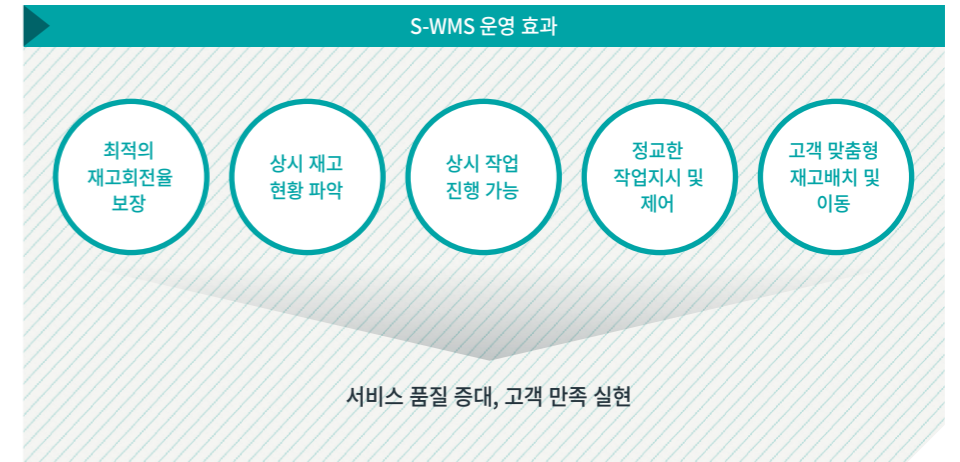 S-WMS 운영 효과
최적의
재고회전율
보장
상시 재고
현황 파악
상시 작업
진행 가능
정교한
작업지시 및
제어
고객 맞춤형
재고배치 및
이동
서비스 품질 증대, 고객 만족 실현